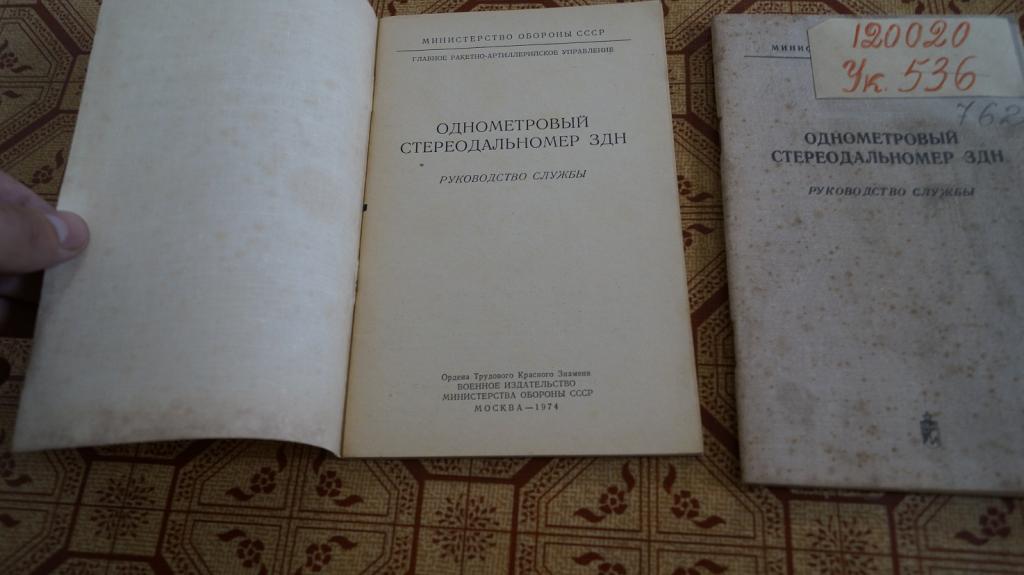 МИНИСТЕРСТВО ОБОРОНЫ СССР
ГЛАВНОЕ РАКЕТНО-АРТИЛЛЕРИЙСКОЕ УПРАВЛЕНИЕ
ОДНОМЕТРОВЫЙ
СТЕРЕОДАЛЬНОМЕР ЗДН
РУКОВОДСТВО СЛУЖБЫ
Ордена Трудового Красного Знамени
ВОЕННОЕ ИЗДАТЕЛЬСТВО
МИНИСТЕРСТВА ОБОРОНЫ СССР
МОСКВА—1974
МИНИС
120020
Ук. 536
762
ОДНОМЕТРОВЫЙ
СТЕРЕОДАЛЬНОМЕР ЗДН
РУКОВОДСТВО СЛУЖБЫ